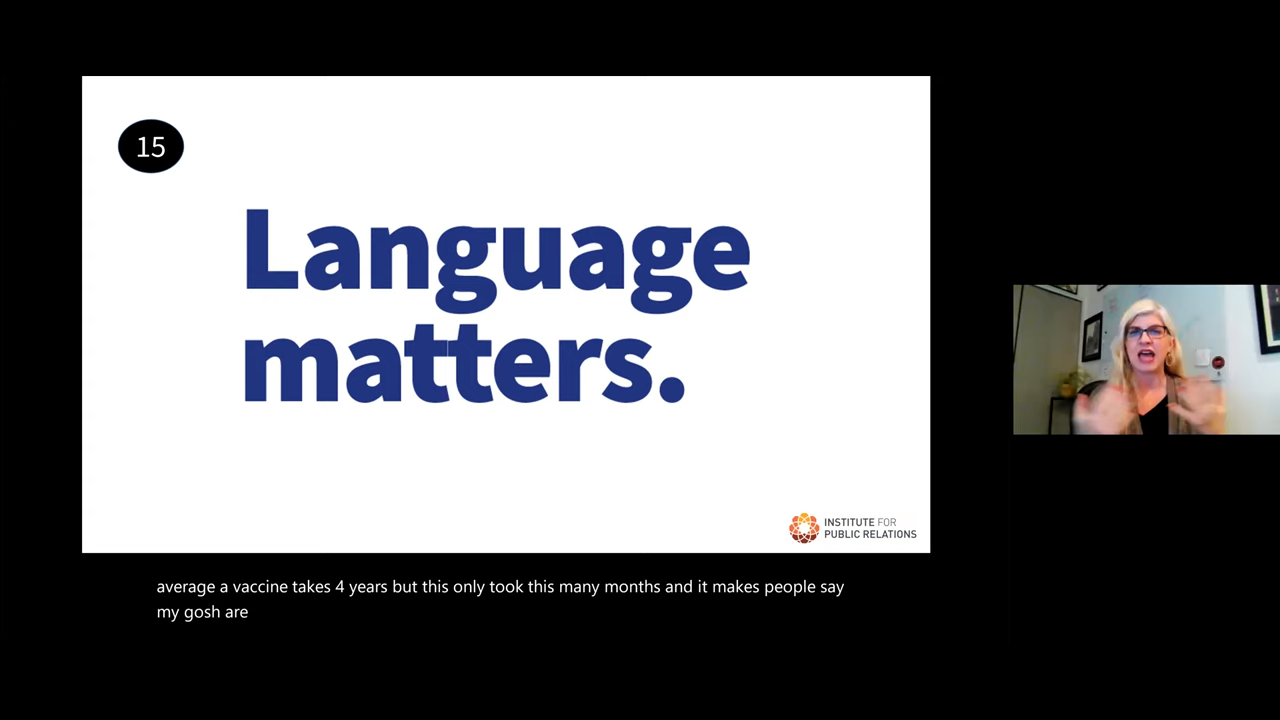 15
Language
matters.
INSTITUTE FOR
PUBLIC RELATIONS
average a vaccine takes 4 years but this only took this many months and it makes people say
my gosh are